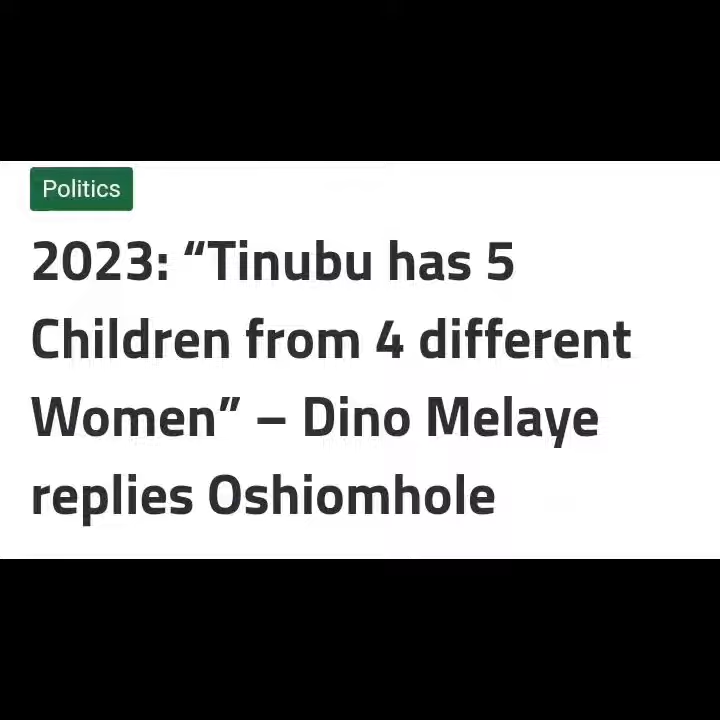 Politics
2023: “Tinubu has 5
Children from 4 different
Women” – Dino Melaye
replies Oshiomhole